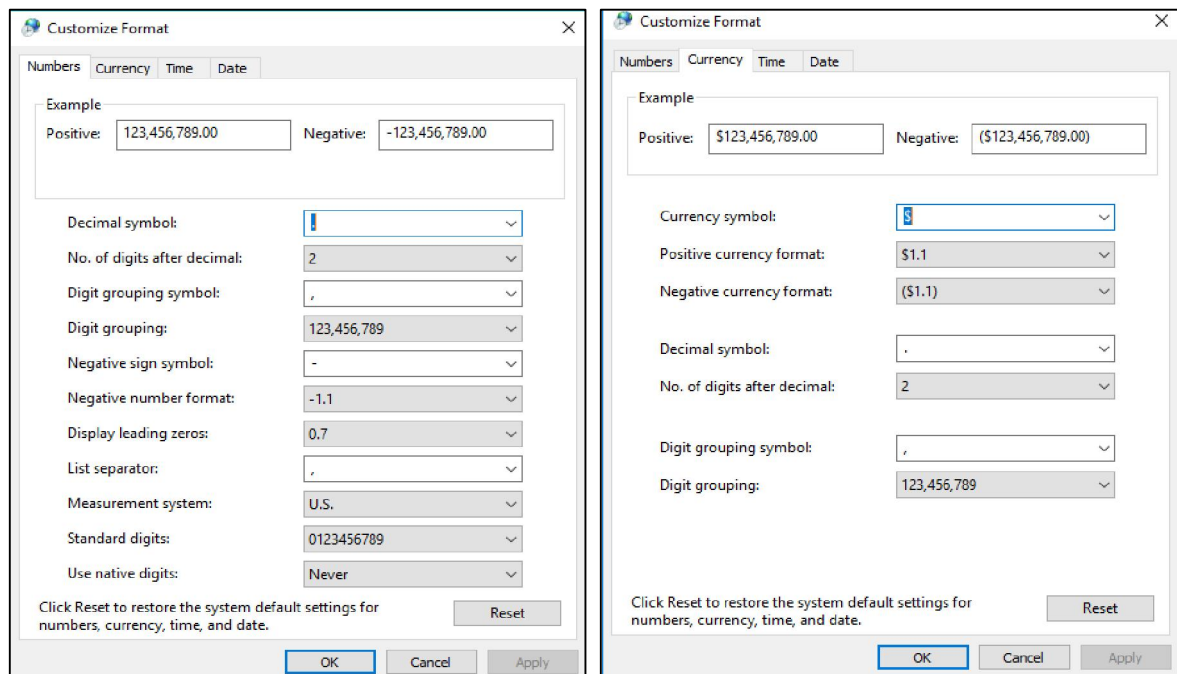 Customize Format
Numbers Currency Time Date
Example
Positive: 123,456,789.00 Negative: -123,456,789.00
Decimal symbol: .
No. of digits after decimal: 2
Digit grouping symbol: ,
Digit grouping: 123,456,789
Negative sign symbol: -
Negative number format: -1.1
Display leading zeros: 0.7
List separator: ,
Measurement system: U.S.
Standard digits: 0123456789
Use native digits: Never
Click Reset to restore the system default settings for
numbers, currency, time, and date.
Reset
OK Cancel Apply
Customize Format
Numbers Currency Time Date
Example
Positive: $123,456,789.00 Negative: ($123,456,789.00)
Currency symbol: $
Positive currency format: $1.1
Negative currency format: ($1.1)
Decimal symbol: .
No. of digits after decimal: 2
Digit grouping symbol: ,
Digit grouping: 123,456,789
Click Reset to restore the system default settings for
numbers, currency, time, and date.
Reset
OK Cancel Apply